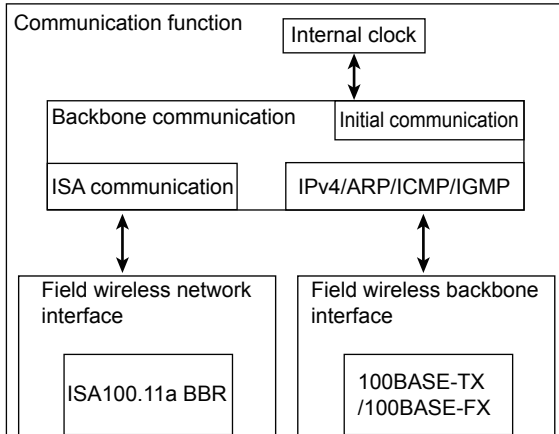 Communication function
Internal clock
Backbone communication
Initial communication
ISA communication
IPv4/ARP/ICMP/IGMP
Field wireless network
interface
Field wireless backbone
interface
ISA100.11a BBR
100BASE-TX
/100BASE-FX